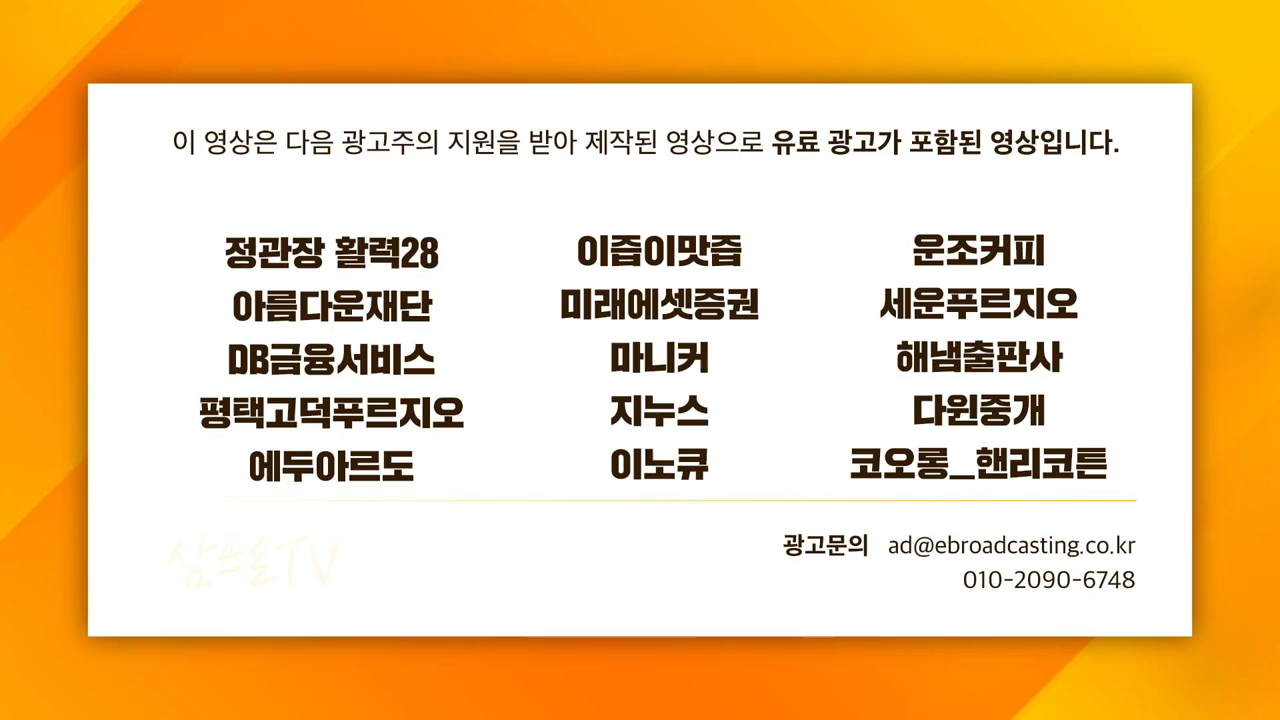 이 영상은 다음 광고주의 지원을 받아 제작된 영상으로 유료 광고가 포함된 영상입니다.
정관장 활력28
이즙이맛즙
운조커피
아름다운재단
미래에셋증권
세운푸르지오
DB금융서비스
마니커
해냄출판사
평택고덕푸르지오
지누스
다윈중개
에두아르도
이노큐
코오롱_핸리코튼
삼프로TV
광고문의 ad@ebroadcasting.co.kr
010-2090-6748